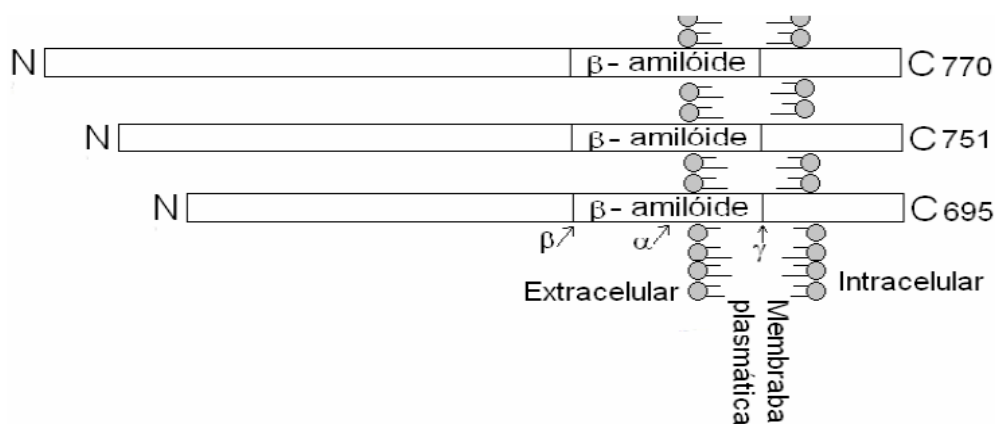 N β - amilóide C 770
N β - amilóide C 751
N β - amilóide C 695
β α γ
Extracelular Intracelular
Membraba
plasmática